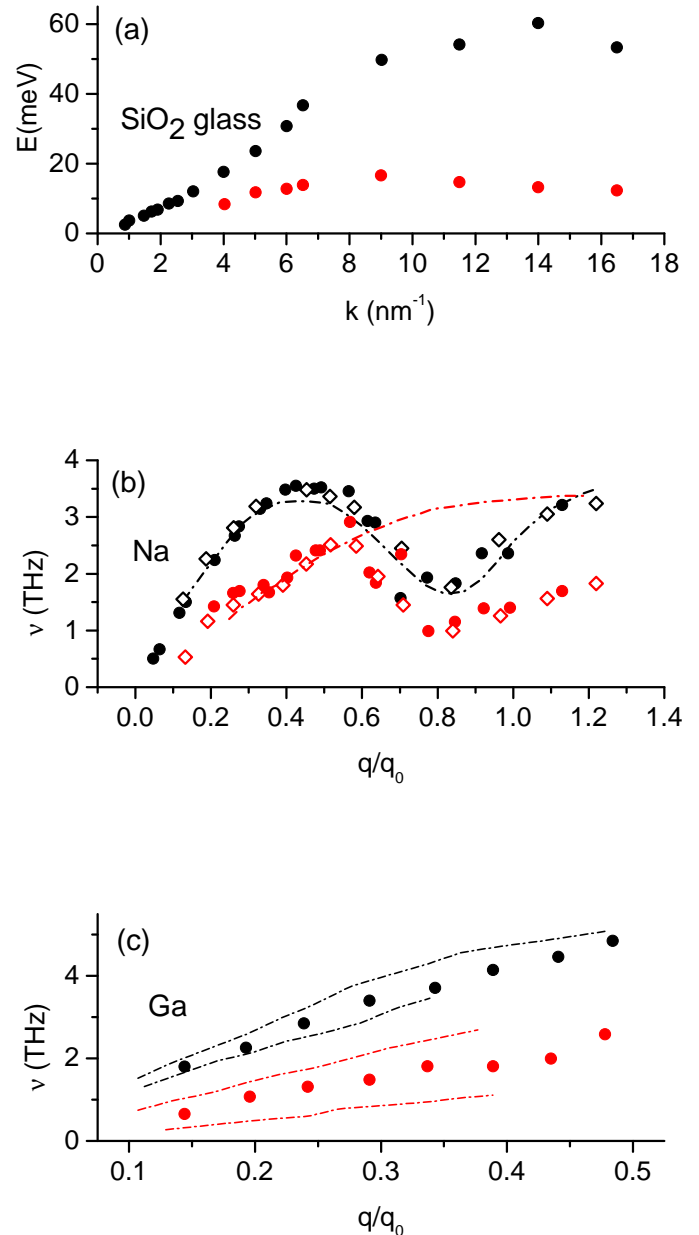 (a)
60
40
20
0
E(meV)
SiO2 glass
0 2 4 6 8 10 12 14 16 18
k (nm-1)
(b)
4
3
2
1
0
ν (THz)
Na
0.0 0.2 0.4 0.6 0.8 1.0 1.2 1.4
q/q0
(c)
4
2
0
ν (THz)
Ga
0.1 0.2 0.3 0.4 0.5
q/q0